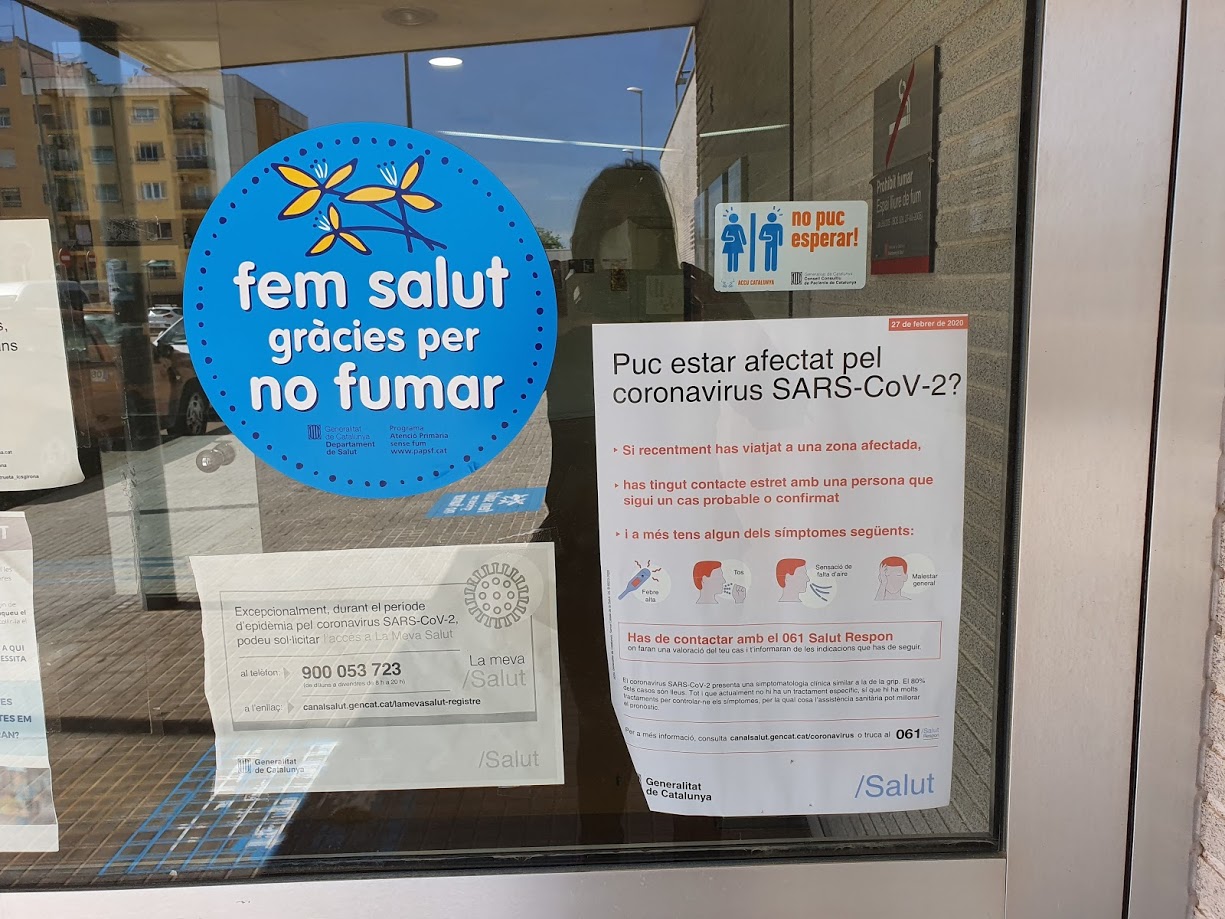 fem salut
gràcies per
no fumar
Generalitat
de Catalunya
Departament
de Salut
Programa
Atenció Primària
sense fum
www.papsf.cat
no puc
esperar!
ACCU CATALUNYA
Generalitat de Catalunya
Consell Consultiu
de Pacients de Catalunya
Prohibit fumar
Espai lliure de fum
27 de febrer de 2020
Puc estar afectat pel
coronavirus SARS-CoV-2?
Si recentment has viatjat a una zona afectada,
has tingut contacte estret amb una persona que
sigui un cas probable o confirmat
i a més tens algun dels símptomes següents:
Febre
alta
Tos
Sensació de
falta d'aire
Malestar
general
Has de contactar amb el 061 Salut Respon
on faran una valoració del teu cas i t'informaran de les indicacions que has de seguir.
El coronavirus SARS-CoV-2 presenta una simptomatologia clínica similar a la de la grip. El 80%
dels casos són lleus. Tot i que actualment no hi ha un tractament específic, sí que hi ha molts
tractaments per controlar-ne els símptomes, per la qual cosa l'assistència sanitària pot millorar
el pronòstic.
Per a més informació, consulta canalsalut.gencat.cat/coronavirus o truca al 061
Salut
Respon
Generalitat
de Catalunya
/Salut
Excepcionalment, durant el periode
d'epidèmia pel coronavirus SARS-CoV-2,
podeu sol·licitar l'accés a La Meva Salut
al telèfon:
900 053 723
(de dilluns a divendres de 8 h a 20 h)
a l'enllaç:
canalsalut.gencat.cat/lamevasalut-registre
La meva
/Salut
Generalitat
de Catalunya
/Salut